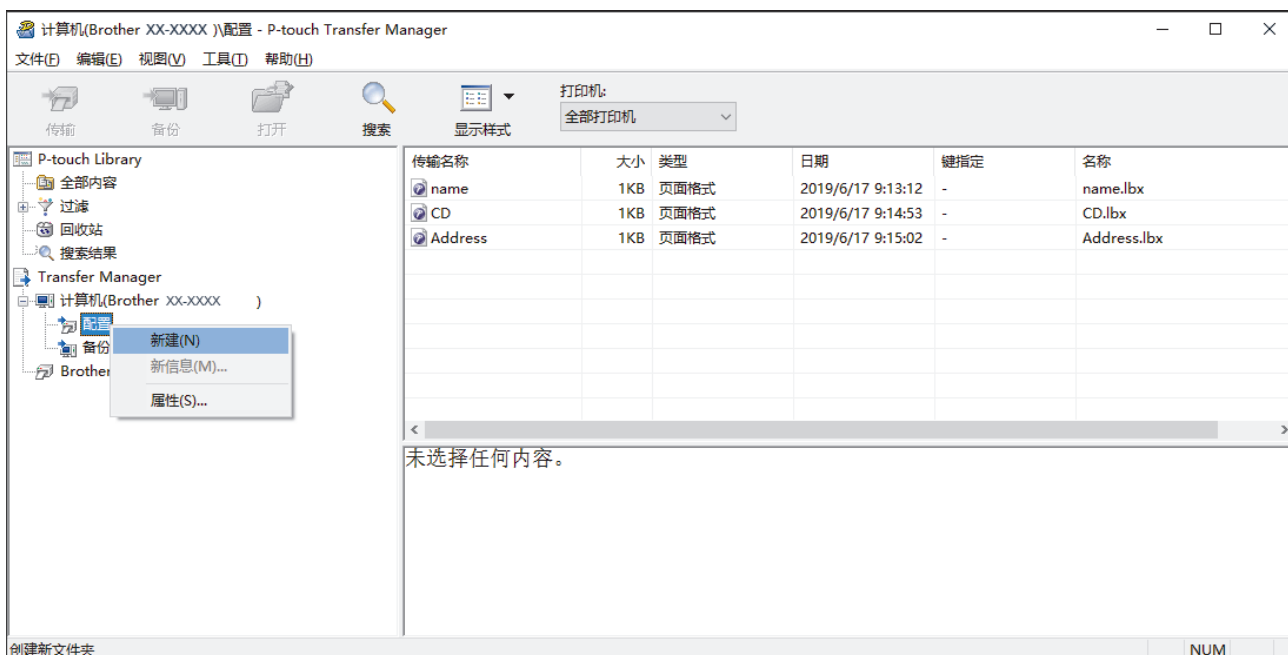 计算机(Brother XX-XXXX )\配置 - P-touch Transfer Manager
文件(F) 编辑(E) 视图(V) 工具(T) 帮助(H)
传输 备份 打开 搜索 显示样式
打印机:
全部打印机
P-touch Library
全部内容
过滤
回收站
搜索结果
Transfer Manager
计算机(Brother XX-XXXX )
配置
备份
Brother
新建(N)
新信息(M)...
属性(S)...
传输名称 大小 类型 日期 键指定 名称
name 1KB 页面格式 2019/6/17 9:13:12 - name.lbx
CD 1KB 页面格式 2019/6/17 9:14:53 - CD.lbx
Address 1KB 页面格式 2019/6/17 9:15:02 - Address.lbx
未选择任何内容。
创建新文件夹 NUM